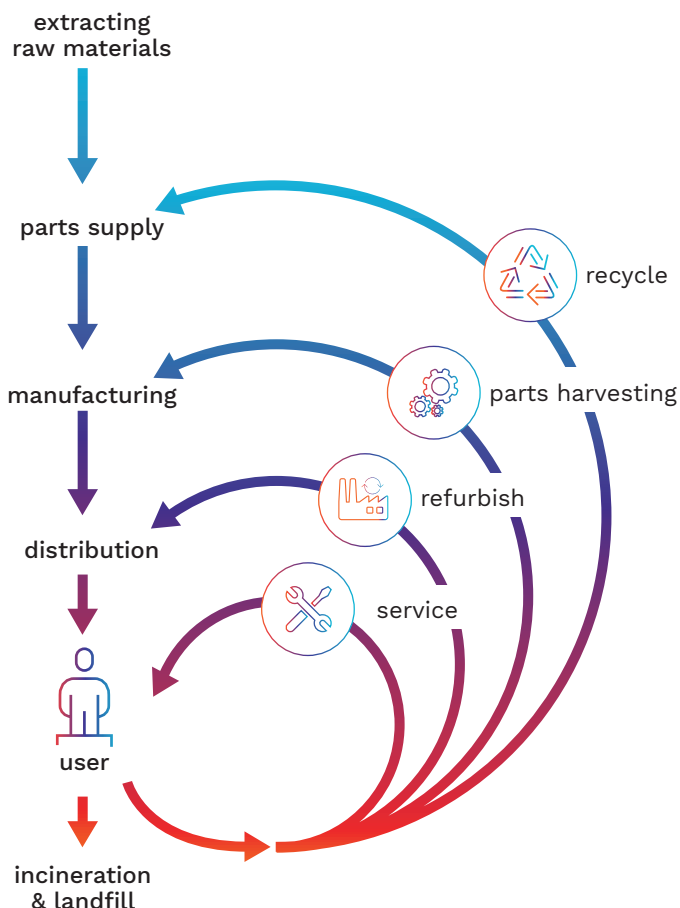 extracting
raw materials
parts supply
recycle
manufacturing
parts harvesting
refurbish
distribution
service
user
incineration
& landfill